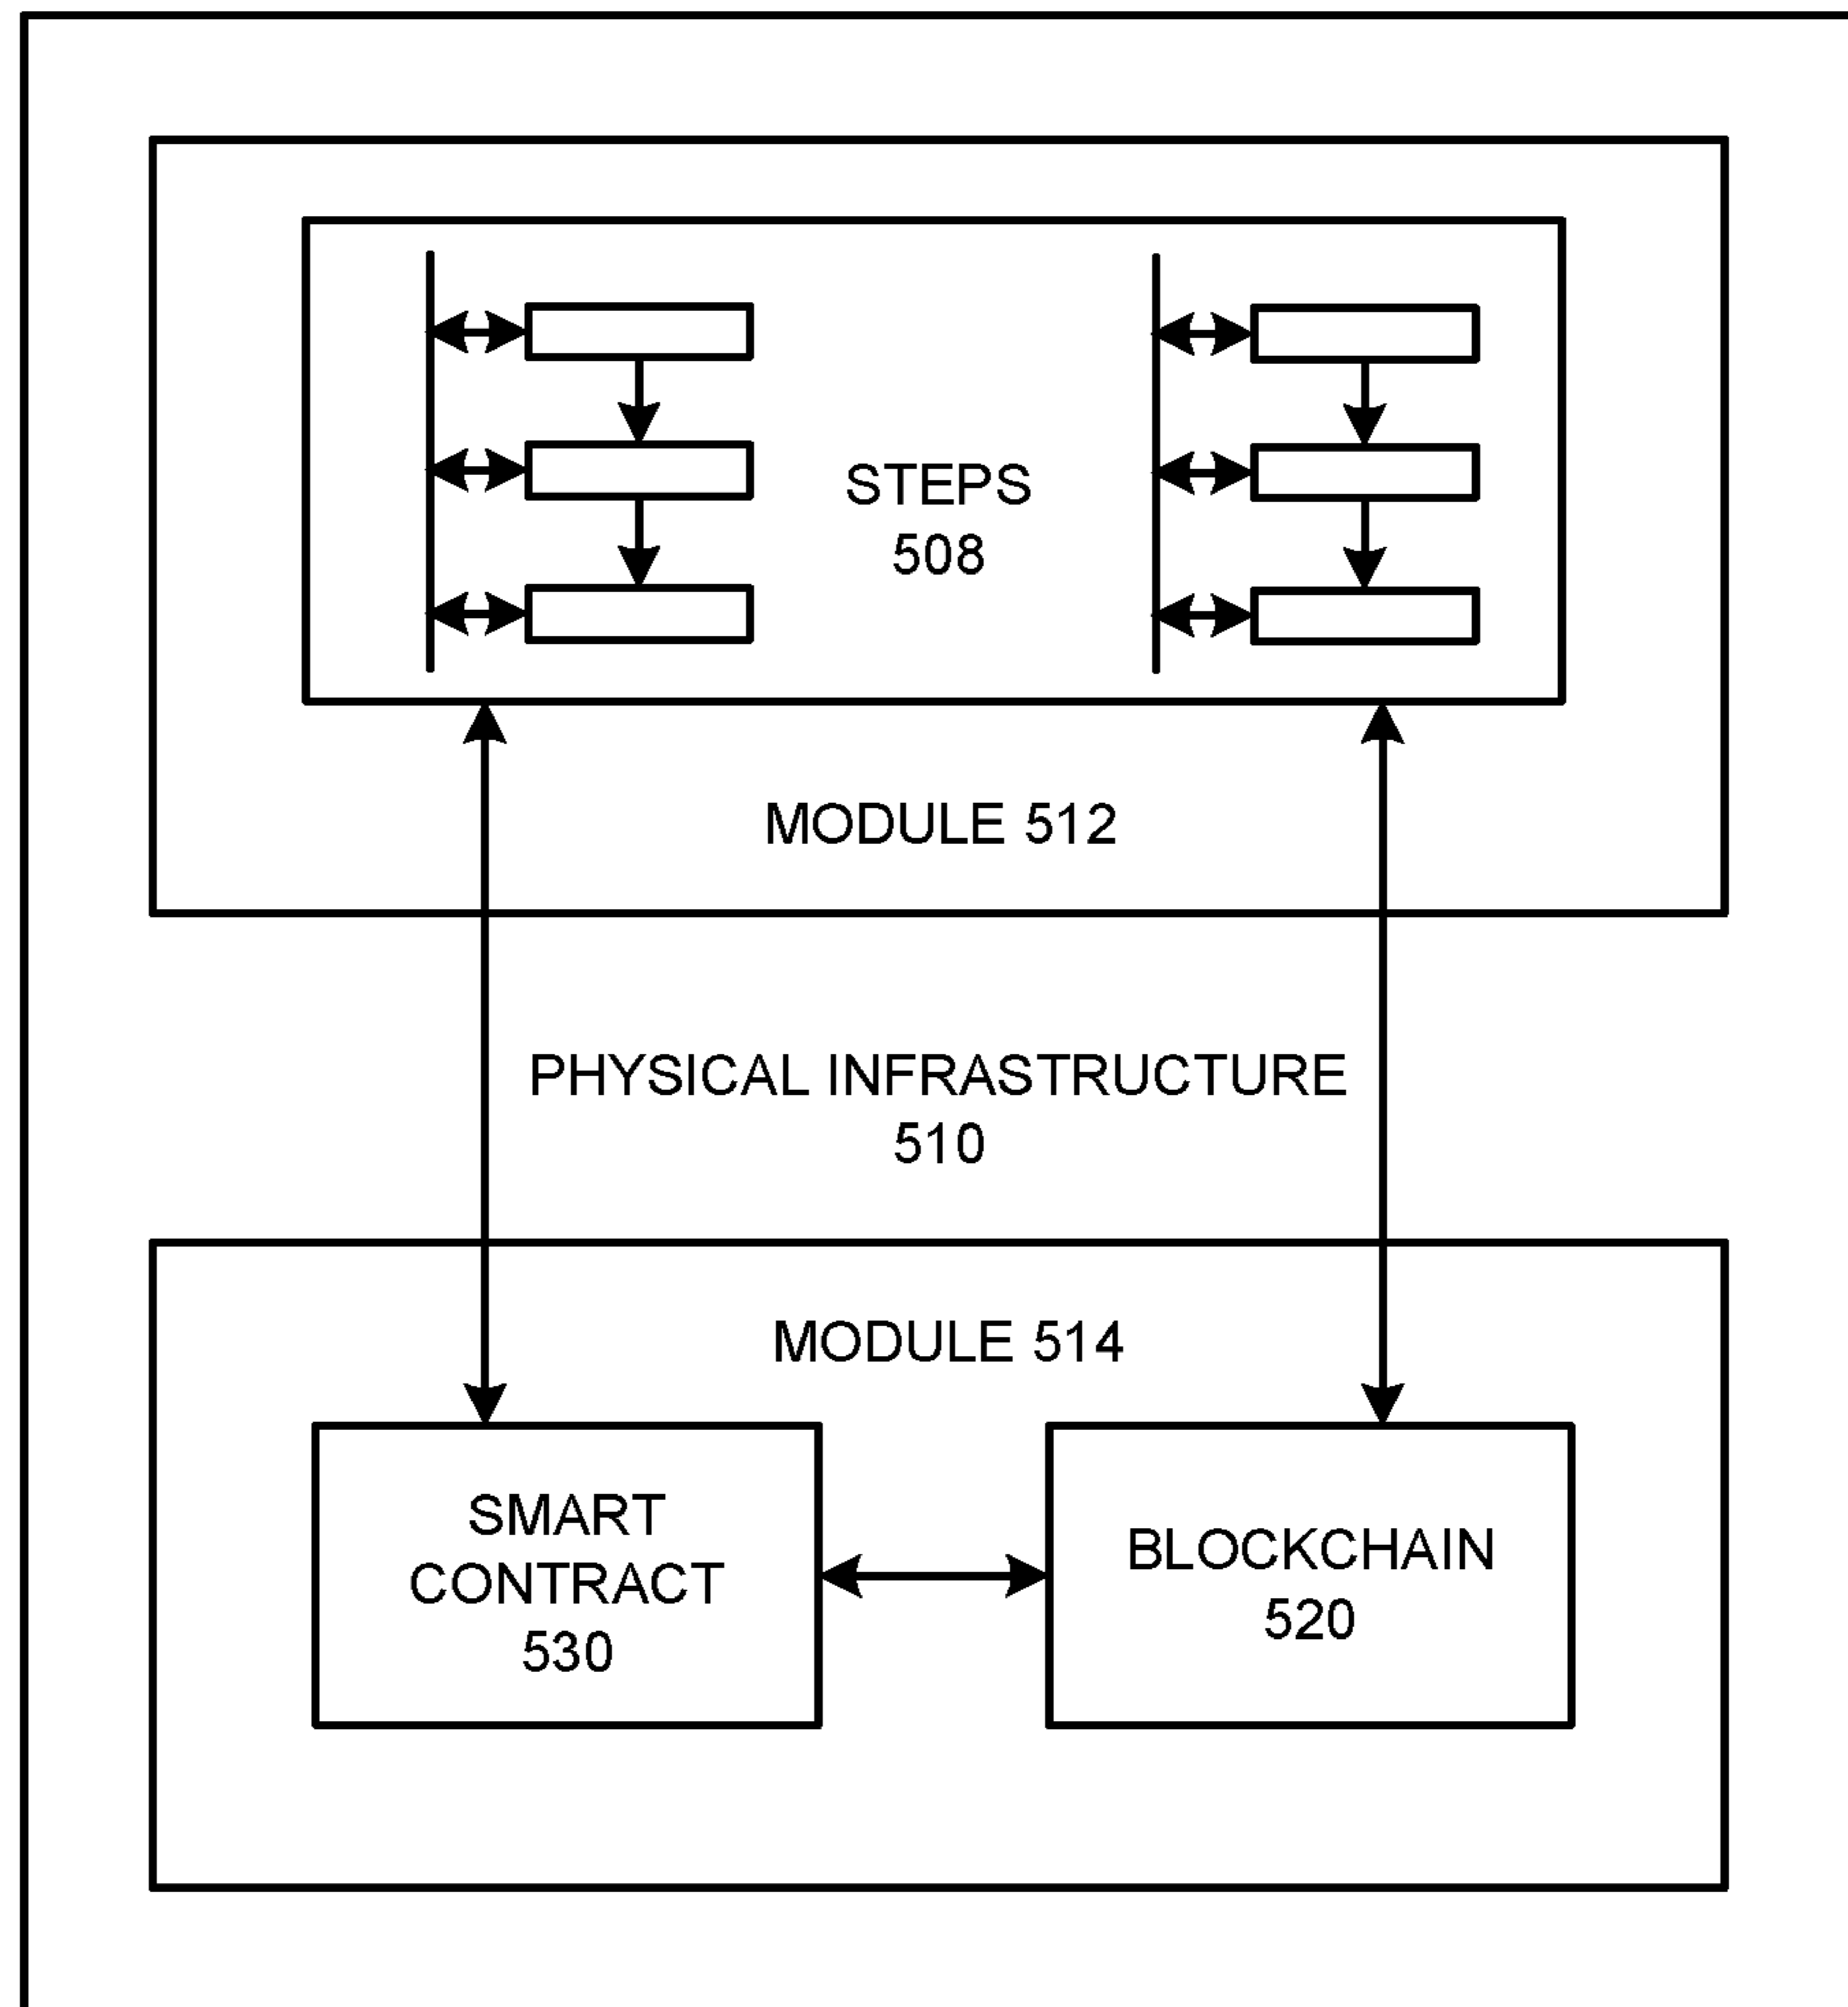 STEPS
508
MODULE 512
PHYSICAL INFRASTRUCTURE
510
MODULE 514
SMART
CONTRACT
530
BLOCKCHAIN
520